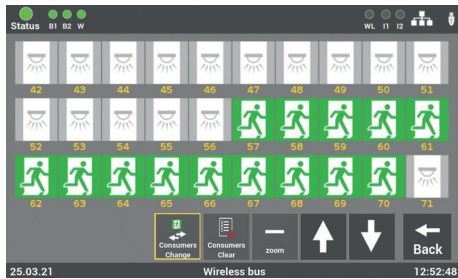 Status B1 B2 W WL I1 I2
42 43 44 45 46 47 48 49 50 51
52 53 54 55 56 57 58 59 60 61
62 63 64 65 66 67 68 69 70 71
Consumers
Change
Consumers
Clear
zoom
Back
25.03.21 Wireless bus 12:52:48